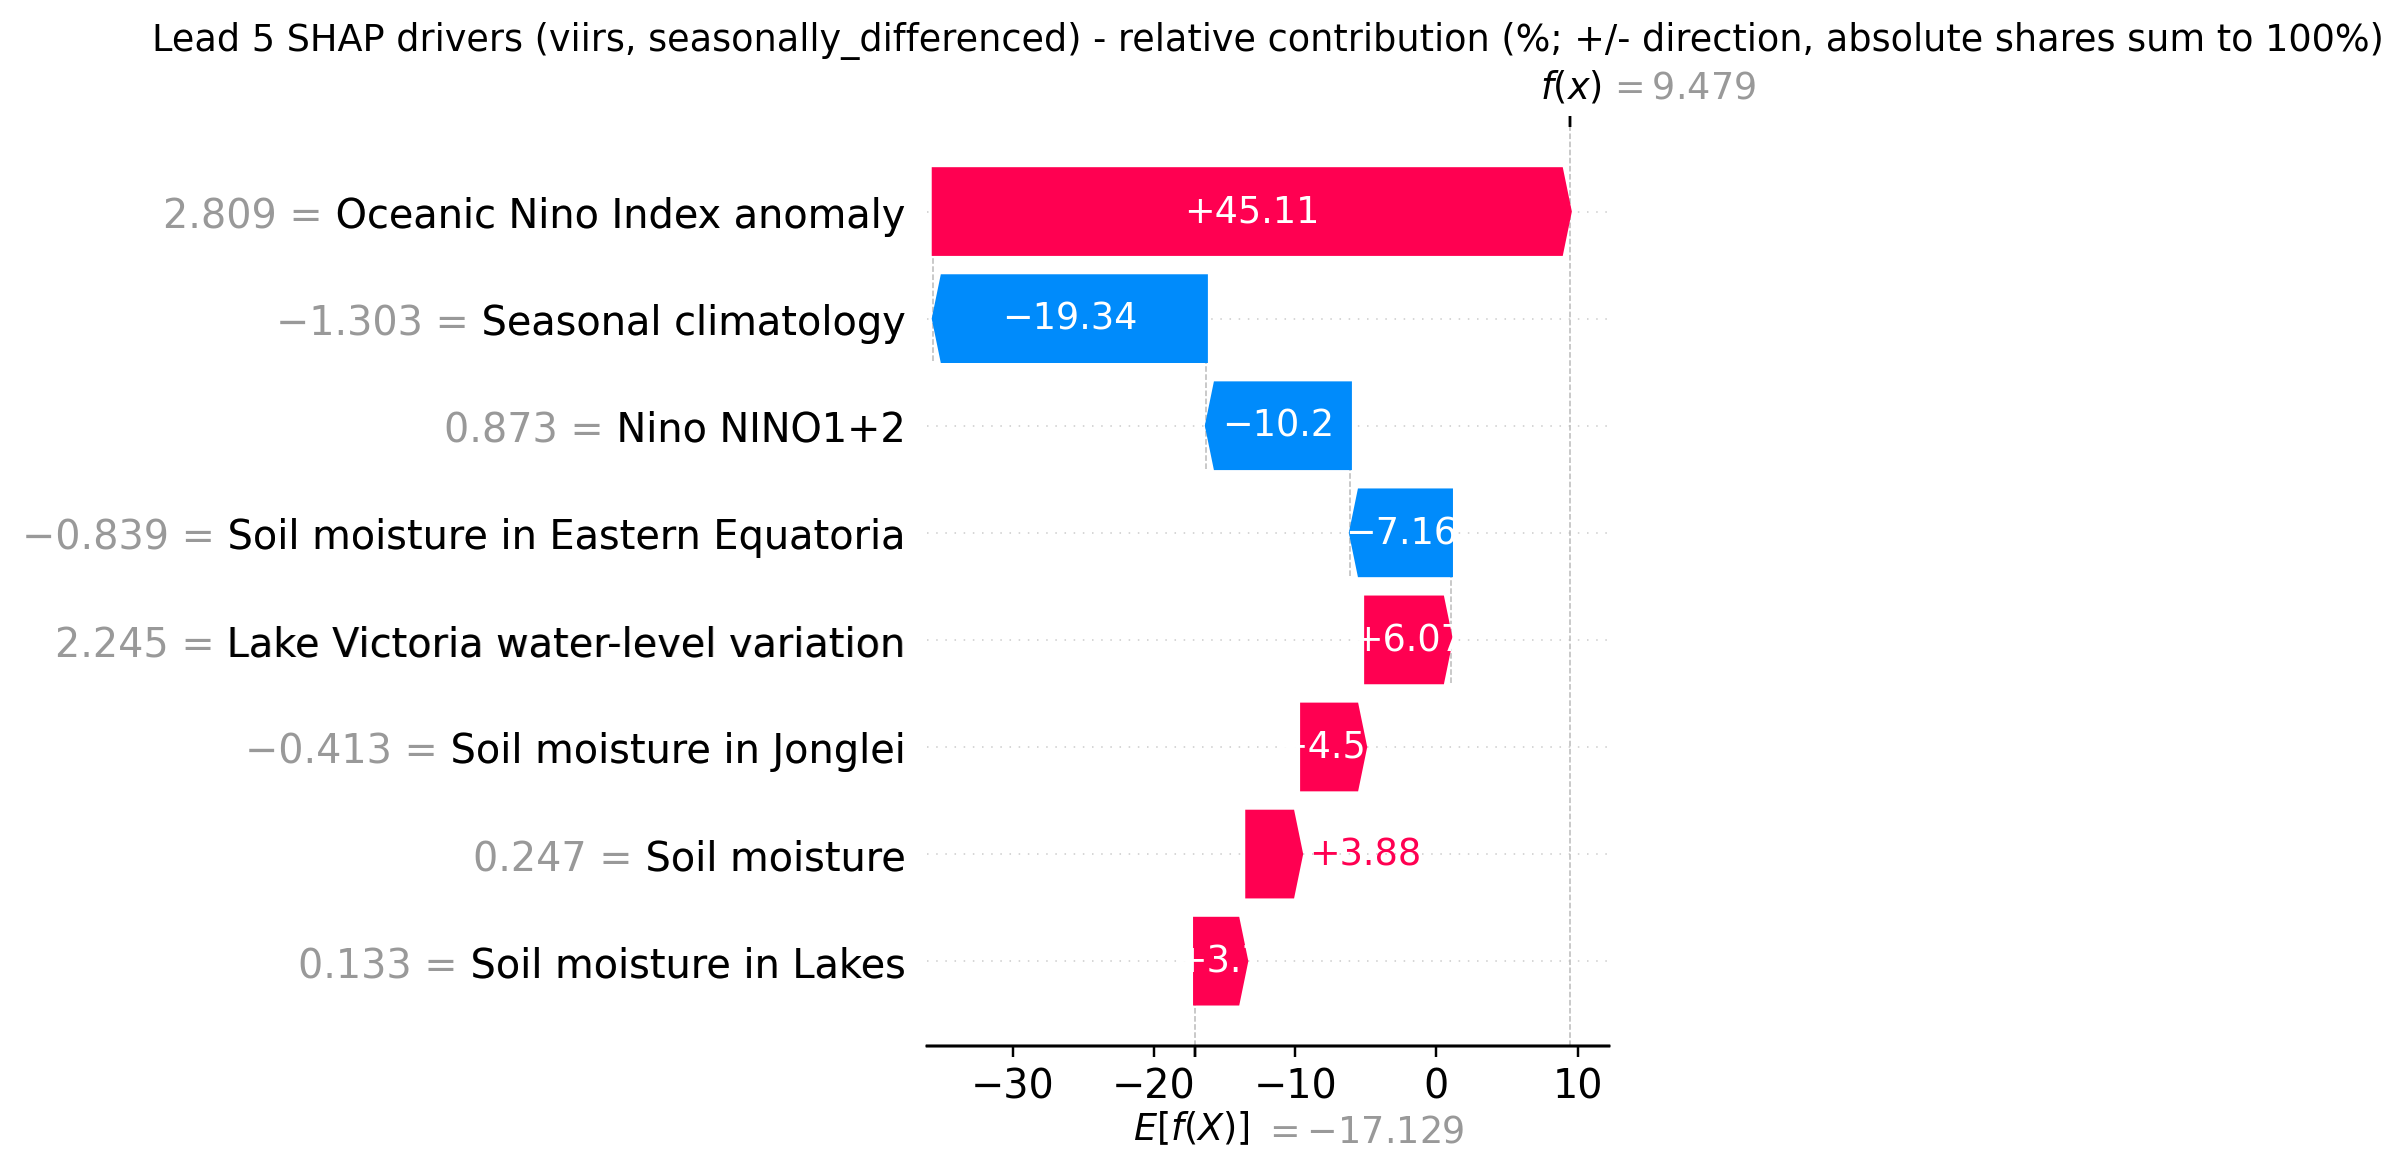 Lead 5 SHAP drivers (viirs, seasonally_differenced) - relative contribution (%; +/- direction, absolute shares sum to 100%)
f(x) = 9.479
2.809 = Oceanic Nino Index anomaly +45.11
−1.303 = Seasonal climatology −19.34
0.873 = Nino NINO1+2 −10.2
−0.839 = Soil moisture in Eastern Equatoria −7.16
2.245 = Lake Victoria water-level variation +6.07
−0.413 = Soil moisture in Jonglei
0.247 = Soil moisture +3.88
0.133 = Soil moisture in Lakes
−30 −20 −10 0 10
E[f(X)] = −17.129